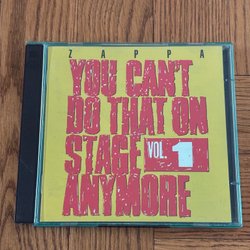 ZAPPA
YOU CAN'T
DO THAT ON
STAGE VOL. 1
ANYMORE